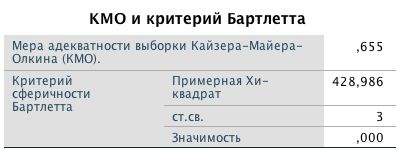 КМО и критерий Бартлетта
Мера адекватности выборки Кайзера-Майера-
Олкина (КМО). ,655
Критерий Примерная Хи- 428,986
сферичности квадрат
Бартлетта
ст.св. 3
Значимость ,000